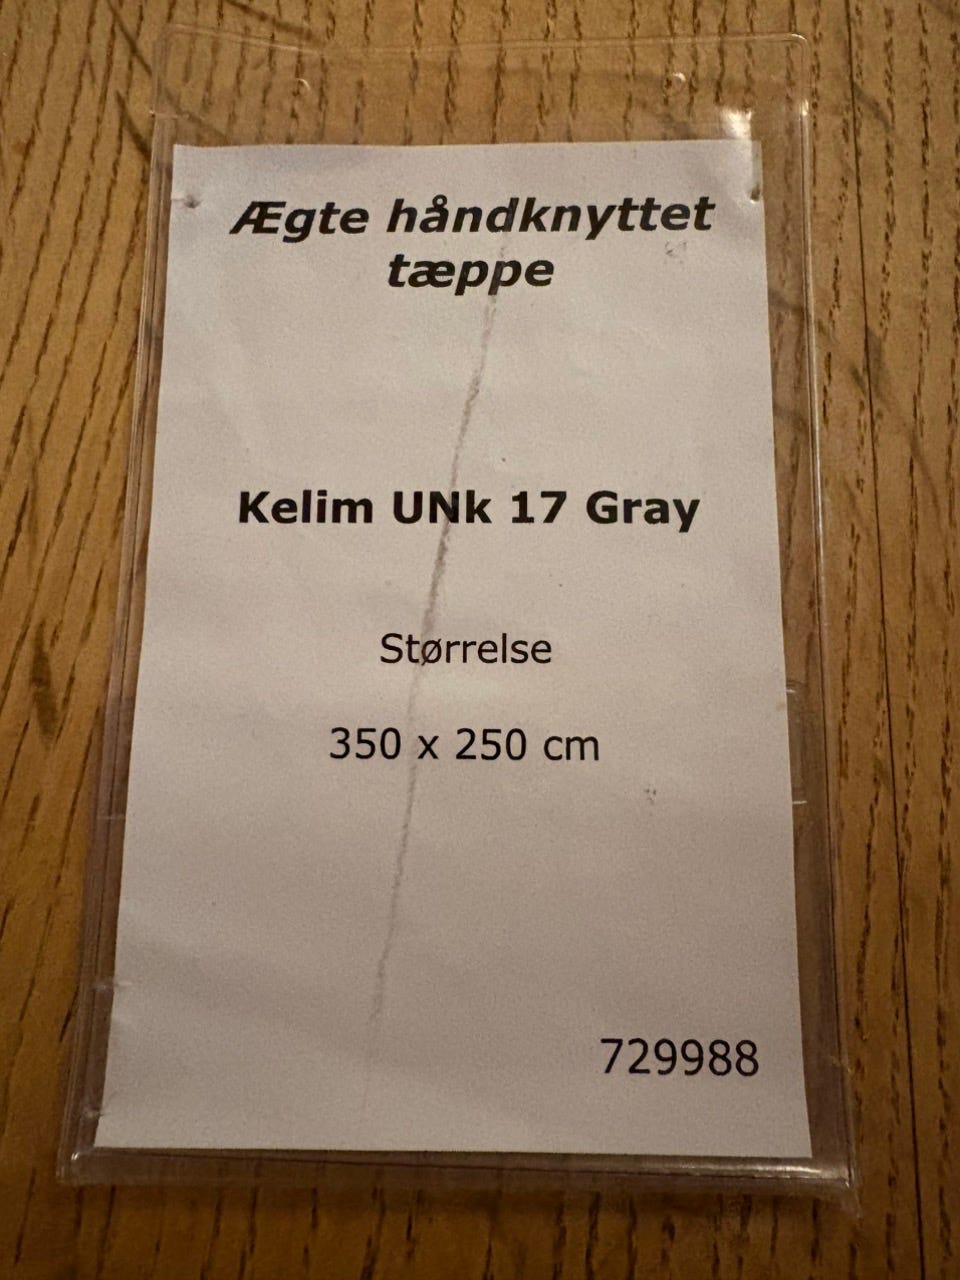 Ægte håndknyttet
tæppe
Kelim UNk 17 Gray
Størrelse
350 x 250 cm
729988